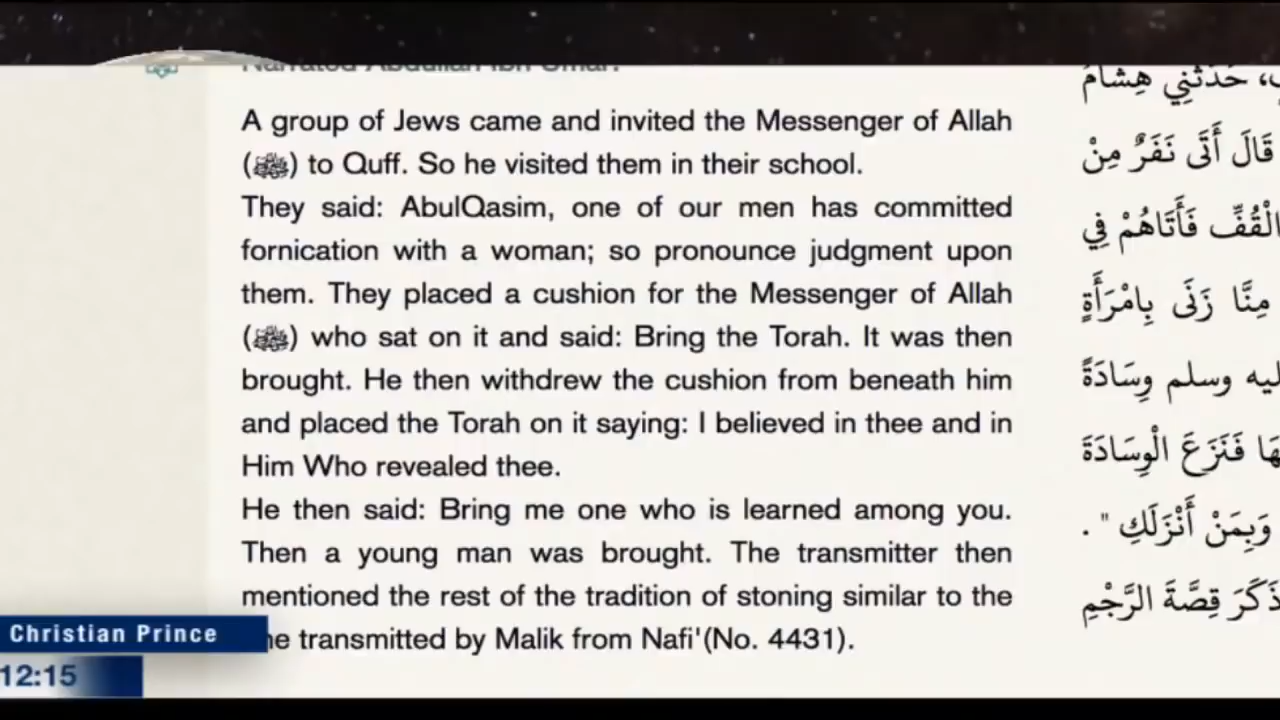 Narrated Abdullah Ibn Umar:
A group of Jews came and invited the Messenger of Allah
(ﷺ) to Quff. So he visited them in their school.
They said: AbulQasim, one of our men has committed
fornication with a woman; so pronounce judgment upon
them. They placed a cushion for the Messenger of Allah
(ﷺ) who sat on it and said: Bring the Torah. It was then
brought. He then withdrew the cushion from beneath him
and placed the Torah on it saying: I believed in thee and in
Him Who revealed thee.
He then said: Bring me one who is learned among you.
Then a young man was brought. The transmitter then
mentioned the rest of the tradition of stoning similar to the
transmitted by Malik from Nafi'(No. 4431).
حَدَّثَنِي هِشَامُ
قَالَ أَتَى نَفَرٌ مِنْ
الْقُفِّ فَأَتَاهُمْ فِي
مِنَّا زَنَى بِامْرَأَةٍ
وسلم وِسَادَةً
فَنَزَعَ الْوِسَادَةَ
وَبِمَنْ أَنْزَلَكِ " .
قِصَّةَ الرَّجْمِ
Christian Prince
12:15